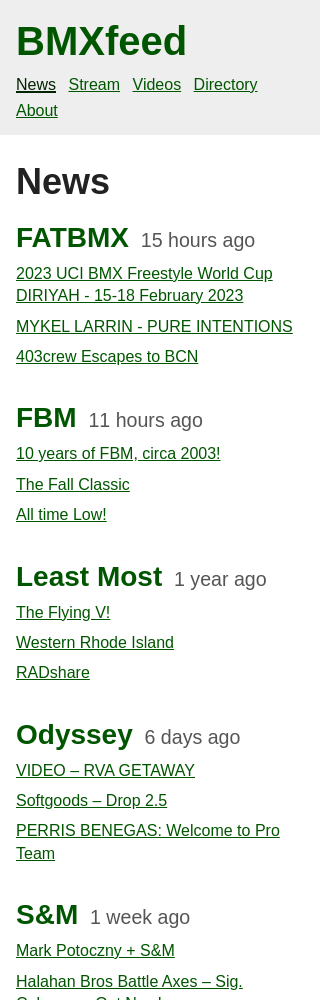 BMXfeed
News Stream Videos Directory
About
News
FATBMX 15 hours ago
2023 UCI BMX Freestyle World Cup
DIRIYAH - 15-18 February 2023
MYKEL LARRIN - PURE INTENTIONS
403crew Escapes to BCN
FBM 11 hours ago
10 years of FBM, circa 2003!
The Fall Classic
All time Low!
Least Most 1 year ago
The Flying V!
Western Rhode Island
RADshare
Odyssey 6 days ago
VIDEO – RVA GETAWAY
Softgoods – Drop 2.5
PERRIS BENEGAS: Welcome to Pro
Team
S&M 1 week ago
Mark Potoczny + S&M
Halahan Bros Battle Axes – Sig.